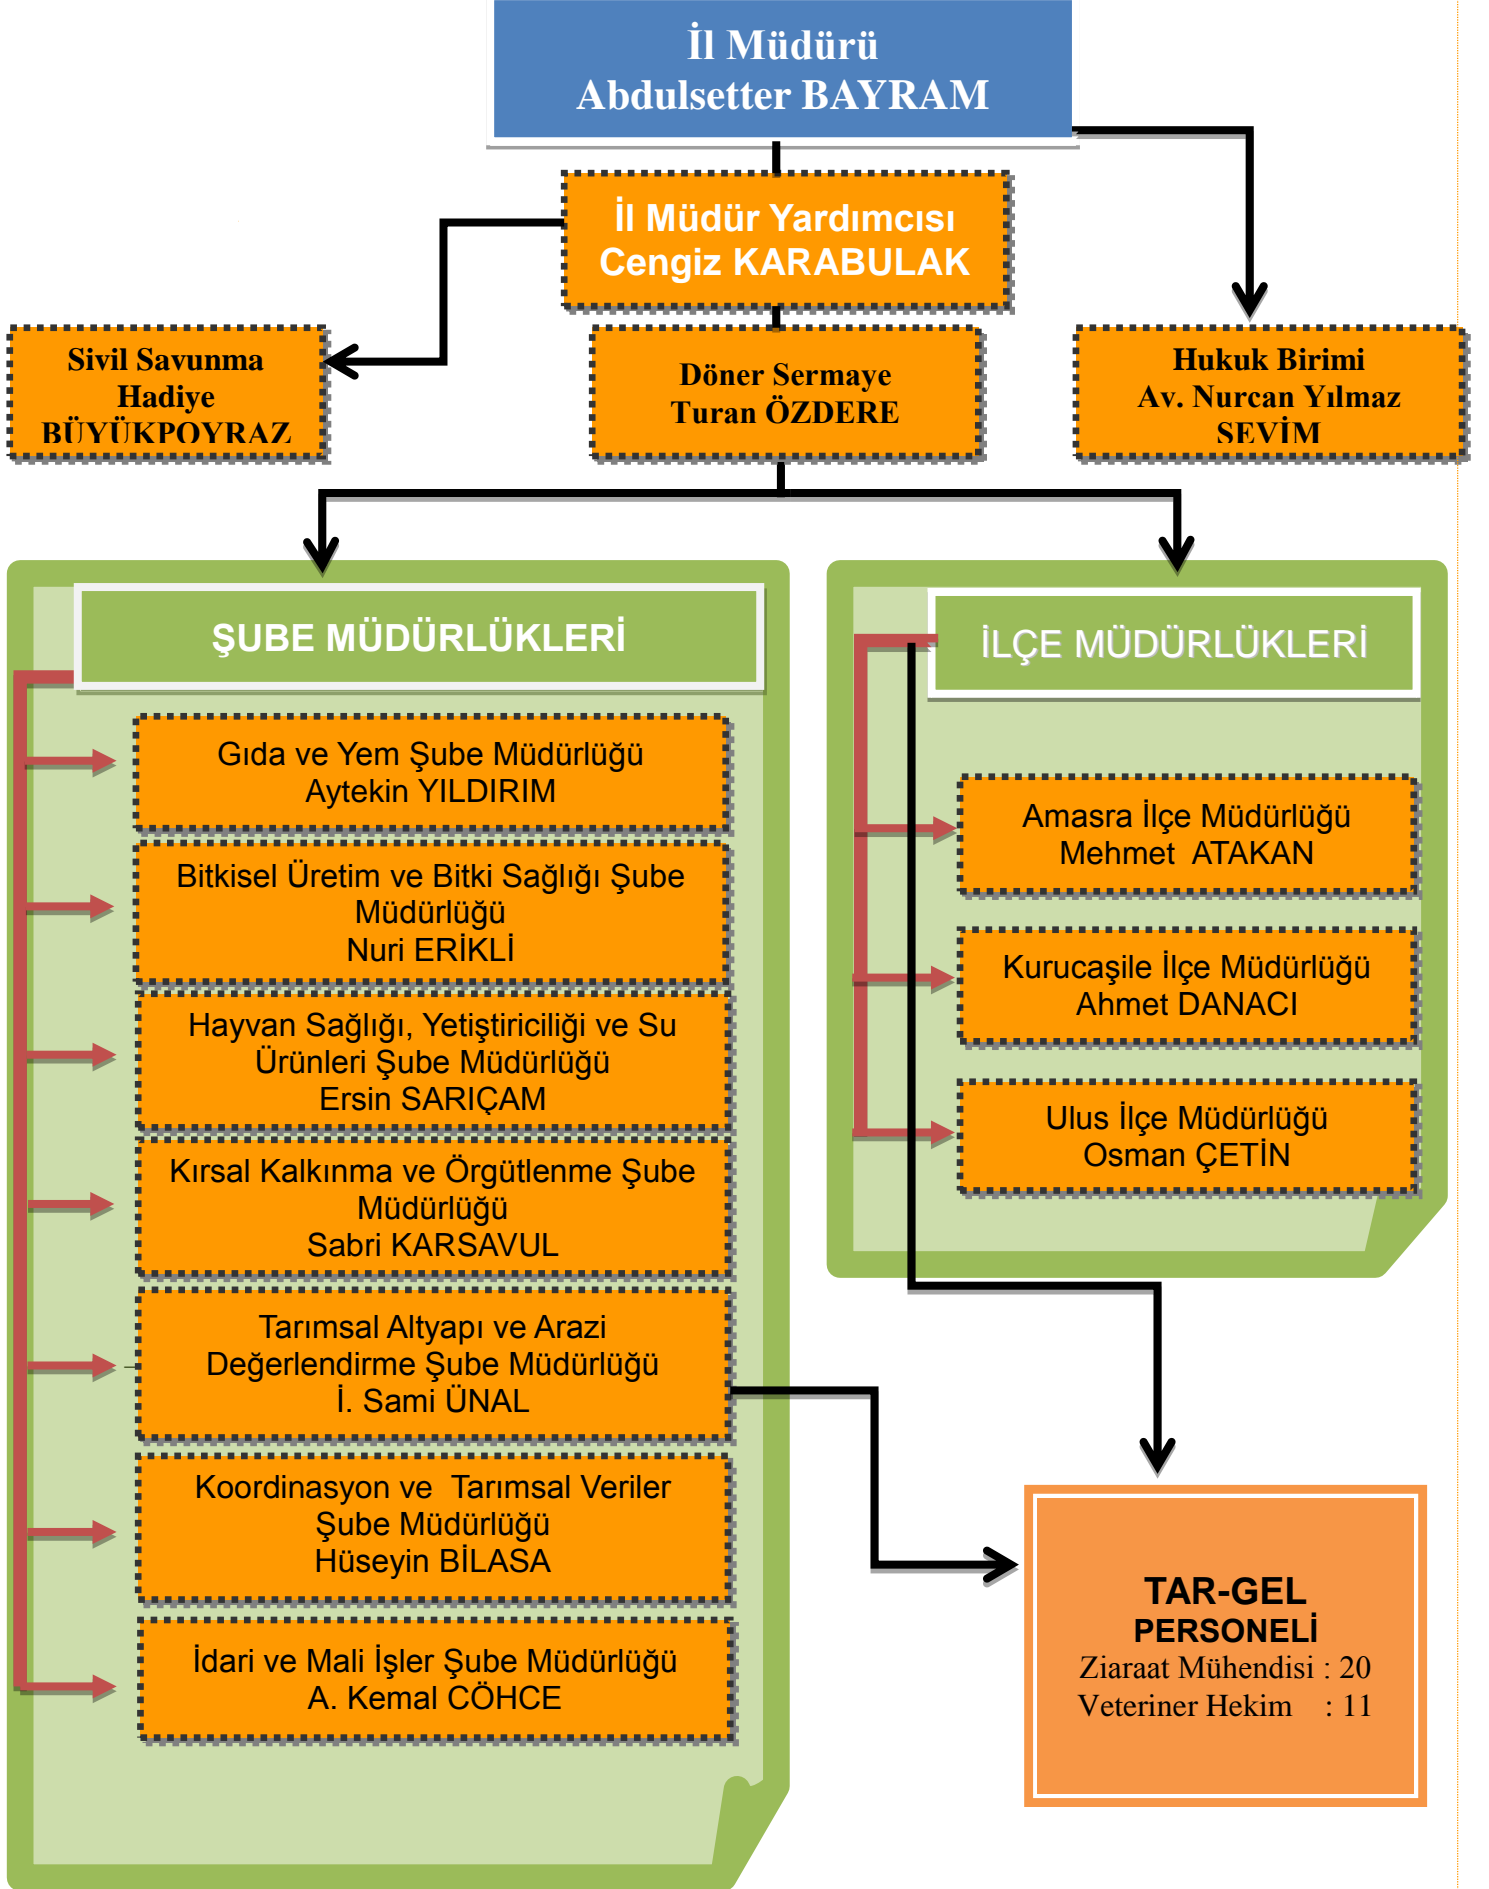 İl Müdürü
Abdulsetter BAYRAM
İl Müdür Yardımcısı
Cengiz KARABULAK
Sivil Savunma
Hadiye
BÜYÜKPOYRAZ
Döner Sermaye
Turan ÖZDERE
Hukuk Birimi
Av. Nurcan Yılmaz
SEVİM
ŞUBE MÜDÜRLÜKLERİ
Gıda ve Yem Şube Müdürlüğü
Aytekin YILDIRIM
Bitkisel Üretim ve Bitki Sağlığı Şube
Müdürlüğü
Nuri ERİKLİ
Hayvan Sağlığı, Yetiştiriciliği ve Su
Ürünleri Şube Müdürlüğü
Ersin SARIÇAM
Kırsal Kalkınma ve Örgütlenme Şube
Müdürlüğü
Sabri KARSAVUL
Tarımsal Altyapı ve Arazi
Değerlendirme Şube Müdürlüğü
İ. Sami ÜNAL
Koordinasyon ve  Tarımsal Veriler
Şube Müdürlüğü
Hüseyin BİLASA
İdari ve Mali İşler Şube Müdürlüğü
A. Kemal CÖHCE
İLÇE MÜDÜRLÜKLERİ
Amasra İlçe Müdürlüğü
Mehmet  ATAKAN
Kurucaşile İlçe Müdürlüğü
Ahmet DANACI
Ulus İlçe Müdürlüğü
Osman ÇETİN
TAR-GEL
PERSONELİ
Ziaraat Mühendisi : 20
Veteriner Hekim    : 11